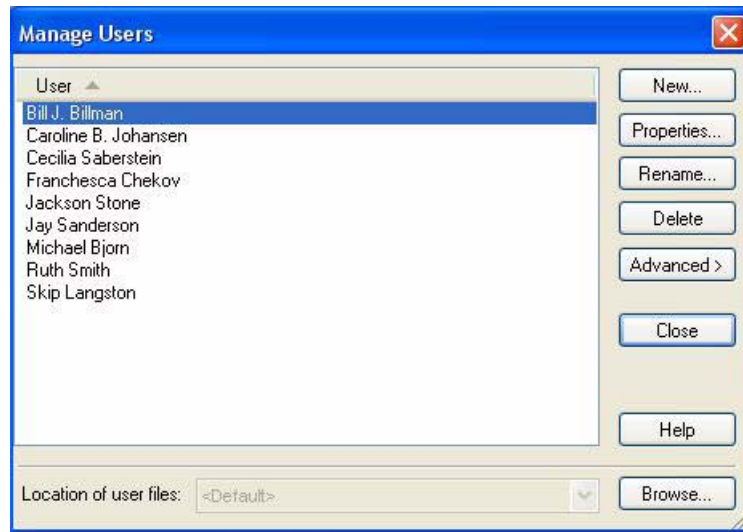 Manage Users
User
Bill J. Billman
Caroline B. Johansen
Cecilia Saberstein
Franchesca Chekov
Jackson Stone
Jay Sanderson
Michael Bjorn
Ruth Smith
Skip Langston
New...
Properties...
Rename...
Delete
Advanced >
Close
Help
Location of user files: <Default> Browse...